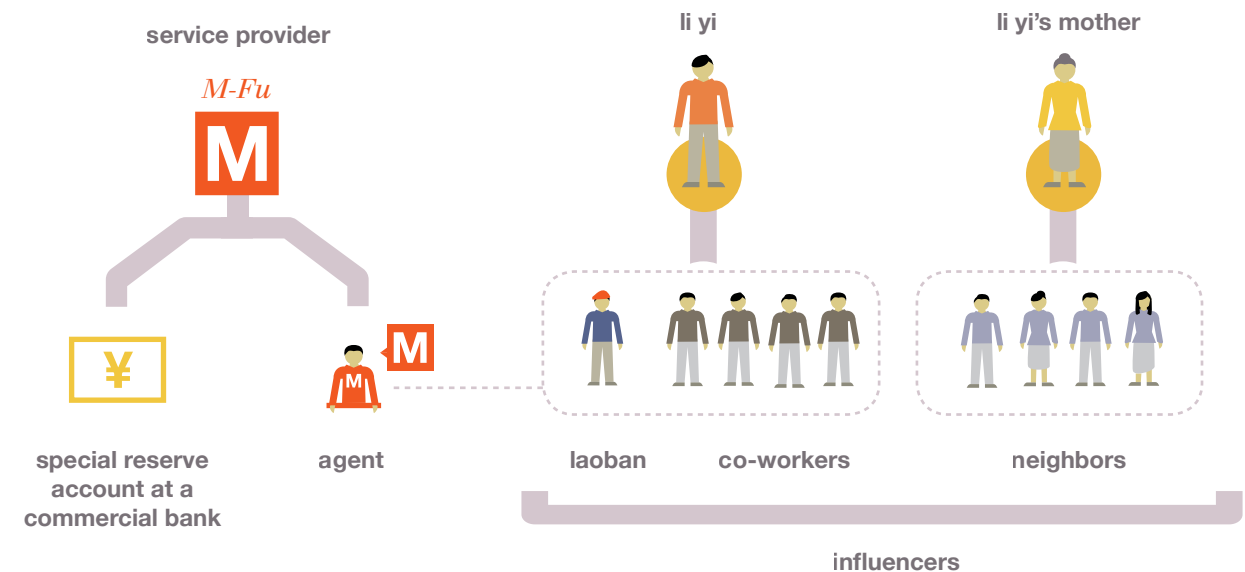 service provider
M-Fu
M
¥
M
M
special reserve
account at a
commercial bank
agent
li yi
li yi's mother
laoban
co-workers
neighbors
influencers